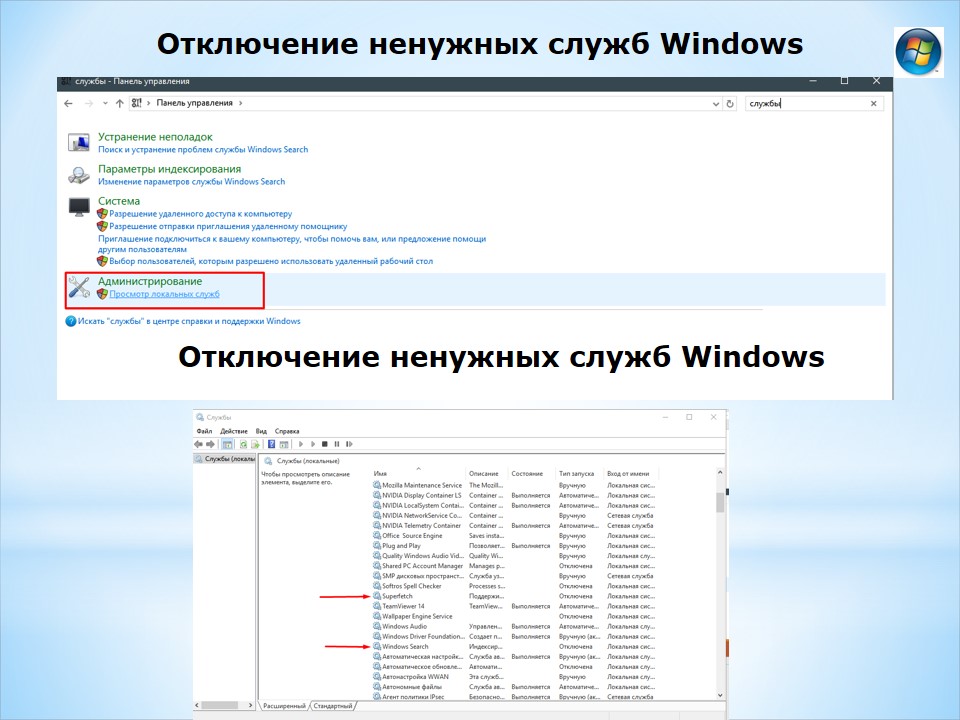 Отключение ненужных служб Windows
службы - Панель управления
Панель управления
службы
Устранение неполадок
Поиск и устранение проблем службы Windows Search
Параметры индексирования
Изменение параметров службы Windows Search
Система
Разрешение удаленного доступа к компьютеру
Разрешение отправки приглашения удаленному помощнику
Приглашение подключиться к вашему компьютеру, чтобы помочь вам, или предложение помощи
другим пользователям
Выбор пользователей, которым разрешено использовать удаленный рабочий стол
Администрирование
Просмотр локальных служб
Искать "службы" в центре справки и поддержки Windows
Отключение ненужных служб Windows
Службы
Файл Действие Вид Справка
Службы (локалы Службы (локальные)
Чтобы просмотреть описание
элемента, выделите его.
Имя Описание Состояние Тип запуска Вход от имени
Mozilla Maintenance Service The Mozill... Вручную Локальная сис...
NVIDIA Display Container LS Container ... Выполняется Автоматиче... Локальная сис...
NVIDIA LocalSystem Contai... Container ... Выполняется Вручную Локальная сис...
NVIDIA NetworkService Co... Container ... Вручную Сетевая служба
NVIDIA Telemetry Container Container ... Выполняется Автоматиче... Сетевая служба
Office Source Engine Saves insta... Вручную Локальная сис...
Plug and Play Позволяет... Выполняется Вручную Локальная сис...
Quality Windows Audio Vid... Quality Wi... Вручную Локальная слу...
Shared PC Account Manager Manages p... Отключена Локальная сис...
SMP дисковых пространст... Служба уз... Вручную Сетевая служба
Softros Spell Checker Processes s... Отключена Локальная сис...
Superfetch Поддержи... Отключена Локальная сис...
TeamViewer 14 TeamView... Выполняется Автоматиче... Локальная сис...
Wallpaper Engine Service Отключена Локальная сис...
Windows Audio Управлен... Выполняется Автоматиче... Локальная слу...
Windows Driver Foundation... Создает п... Выполняется Вручную (ак... Локальная сис...
Windows Search Индексир... Отключена Локальная сис...
Автоматическая настройк... Служба ав... Выполняется Вручную (ак... Локальная слу...
Автоматическое обновле... Автомати... Отключена Локальная слу...
Автонастройка WWAN Эта служб... Вручную Локальная слу...
Автономные файлы Служба ав... Выполняется Вручную (ак... Локальная сис...
Агент политики IPsec Безопасно... Выполняется Вручную (ак... Сетевая служба
Расширенный Стандартный